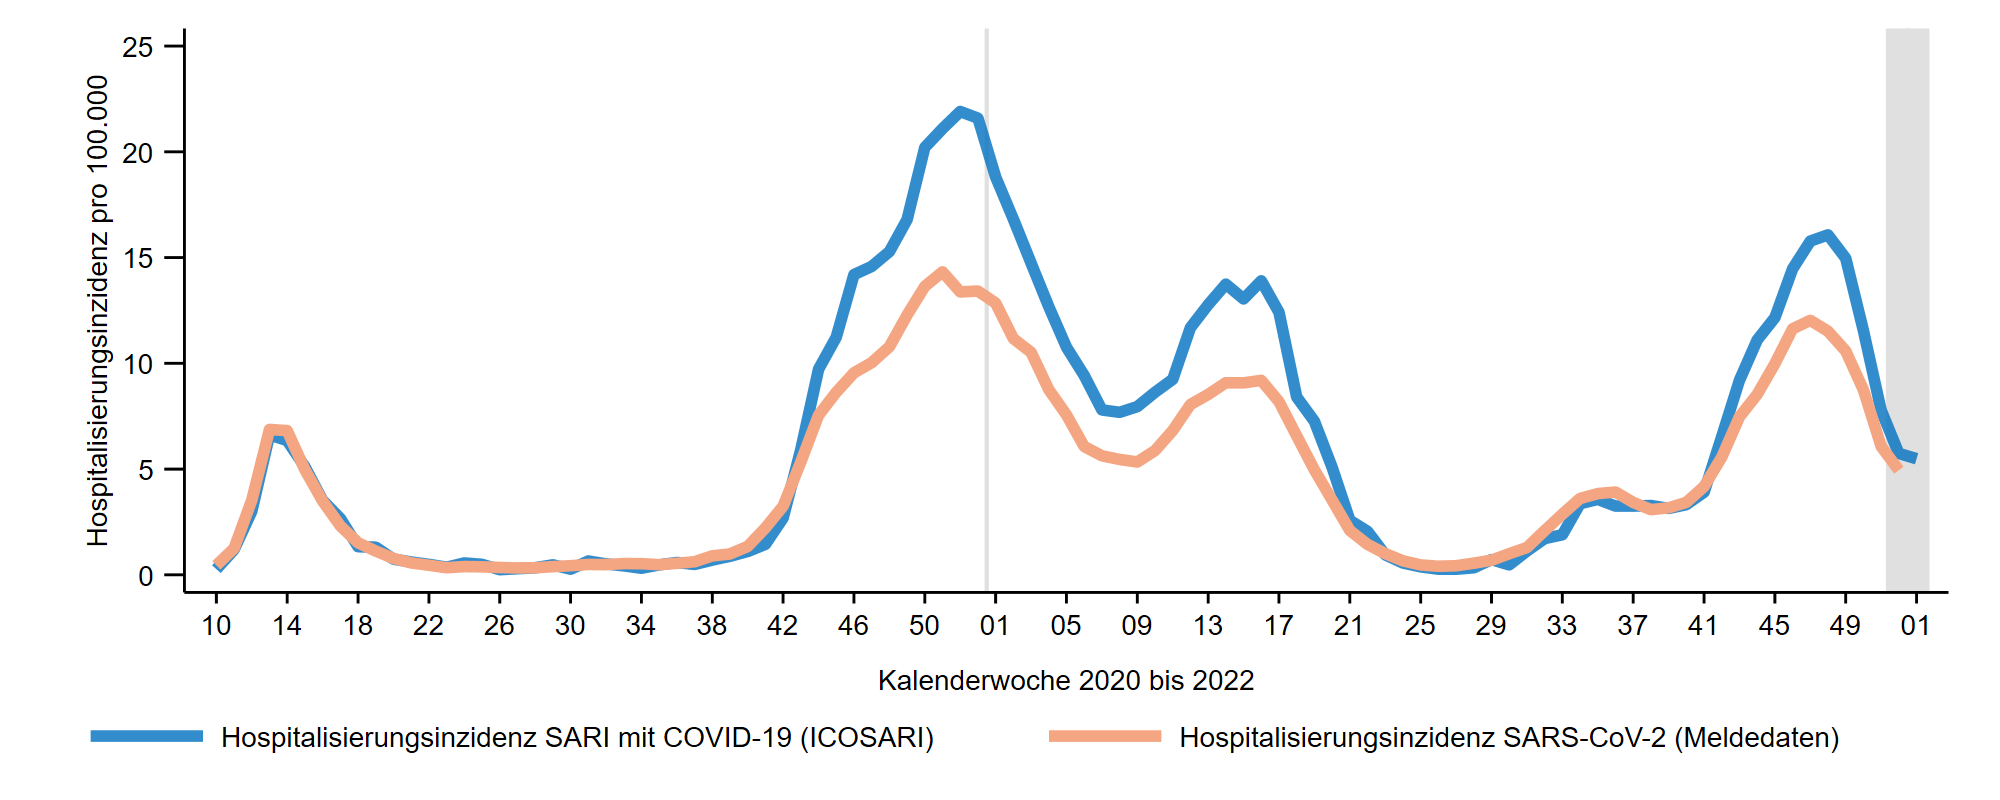 Hospitalisierungsinzidenz pro 100.000
25
20
15
10
5
0
10 14 18 22 26 30 34 38 42 46 50 01 05 09 13 17 21 25 29 33 37 41 45 49 01
Kalenderwoche 2020 bis 2022
Hospitalisierungsinzidenz SARI mit COVID-19 (ICOSARI) Hospitalisierungsinzidenz SARS-CoV-2 (Meldedaten)